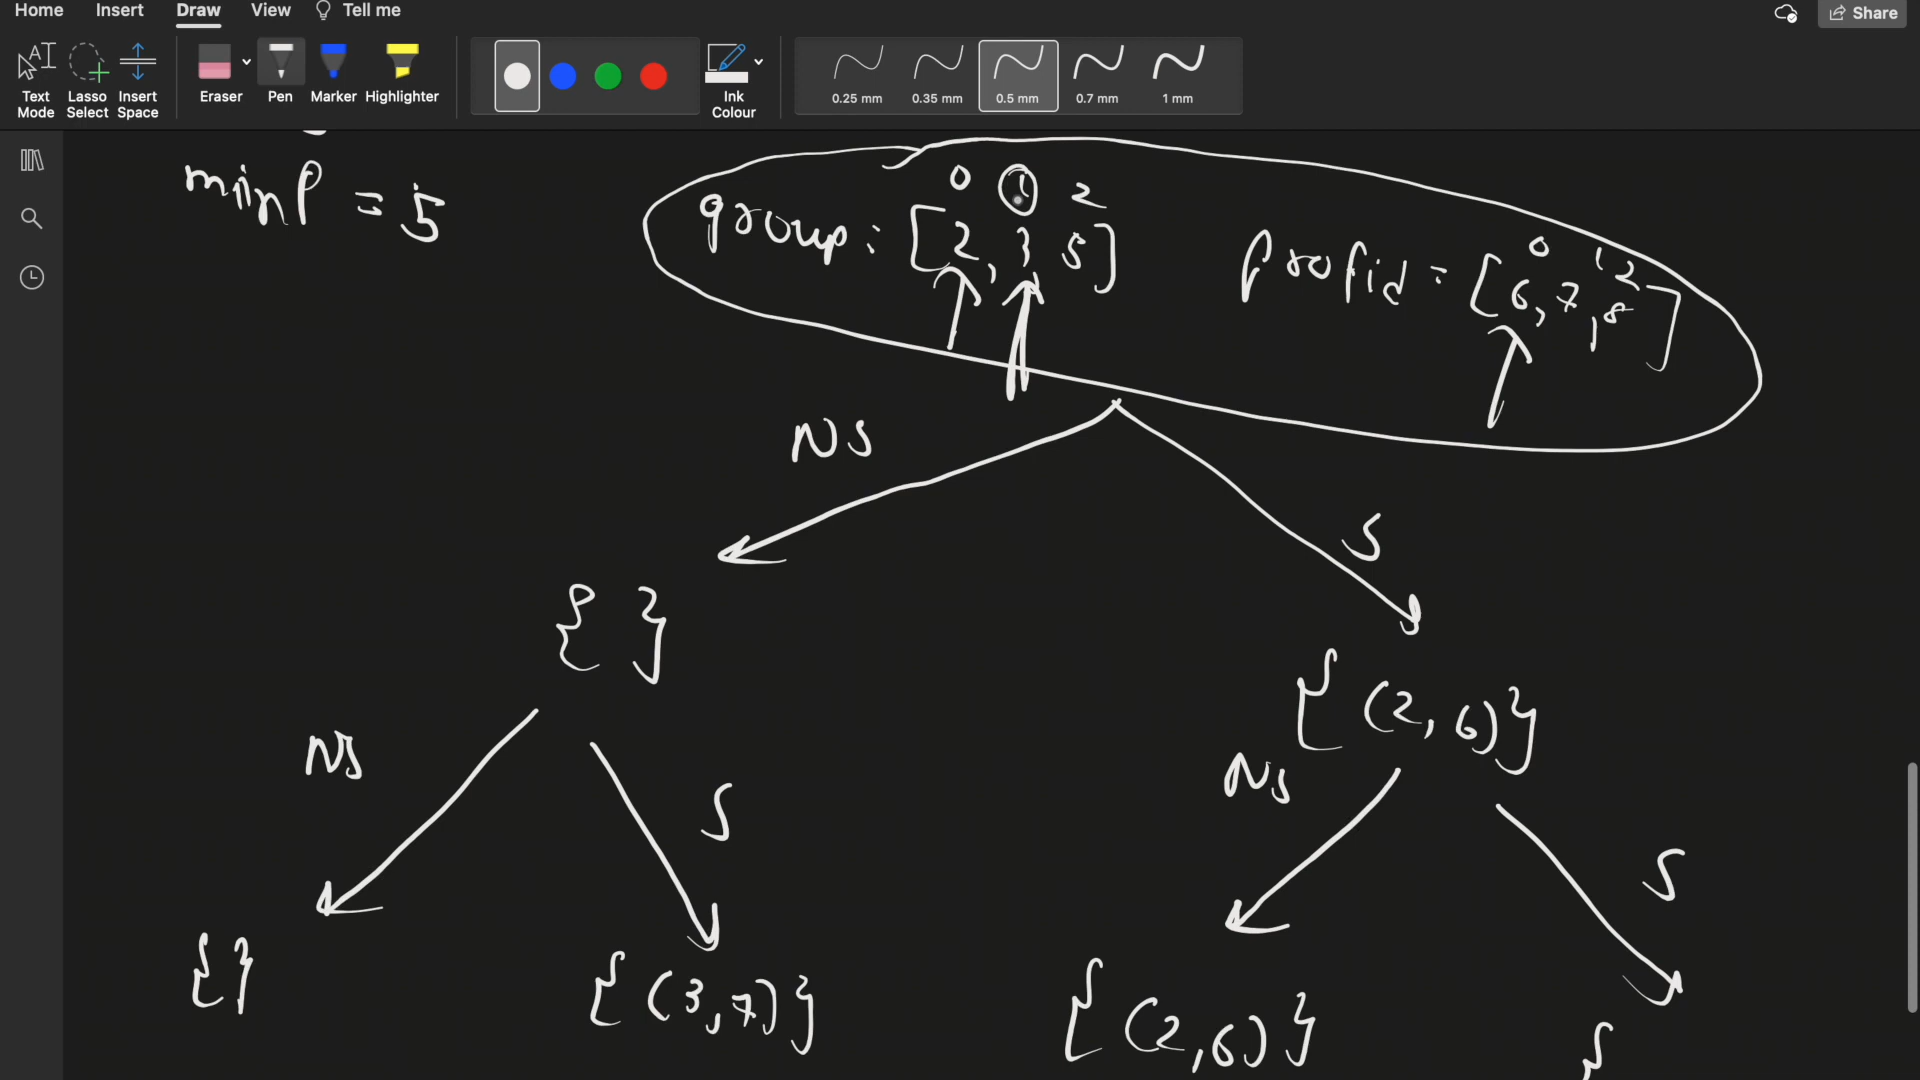 Home Insert Draw View Tell me Share
Text Mode Lasso Select Insert Space Eraser Pen Marker Highlighter Ink Colour 0.25 mm 0.35 mm 0.5 mm 0.7 mm 1 mm
minP = 5
0 1 2
group: [2, 3 5]
0 1 2
profid = [6, 7, 8]
NS
S
{ }
{ (2, 6) }
NS
S
NS
S
{ }
{ (3, 7) }
{ (2, 6) }
{